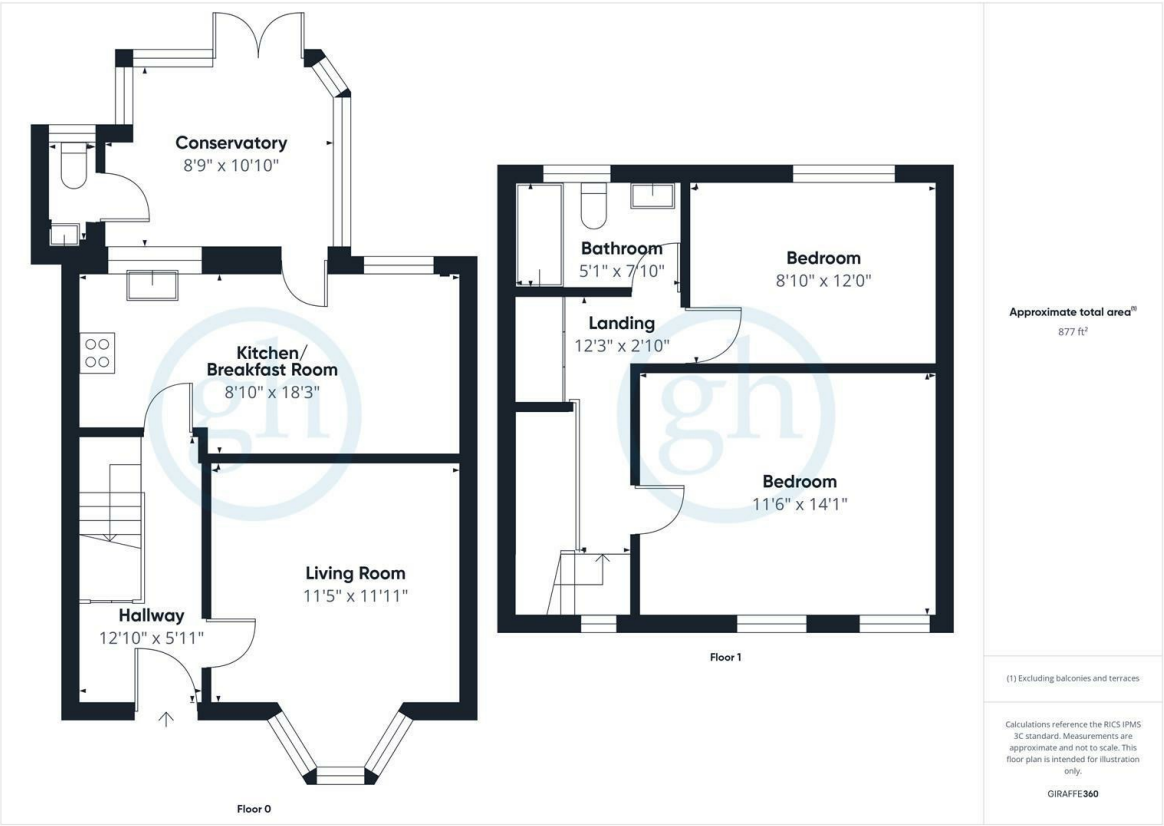 Conservatory
8'9" x 10'10"
Kitchen/
Breakfast Room
8'10" x 18'3"
gh
Living Room
11'5" x 11'11"
Hallway
12'10" x 5'11"
Floor 0
Bathroom
5'1" x 7'10"
Bedroom
8'10" x 12'0"
Landing
12'3" x 2'10"
gh
Bedroom
11'6" x 14'1"
Floor 1
Approximate total area(1)
877 ft²
(1) Excluding balconies and terraces
Calculations reference the RICS IPMS
3C standard. Measurements are
approximate and not to scale. This
floor plan is intended for illustration
only.
GIRAFFE360